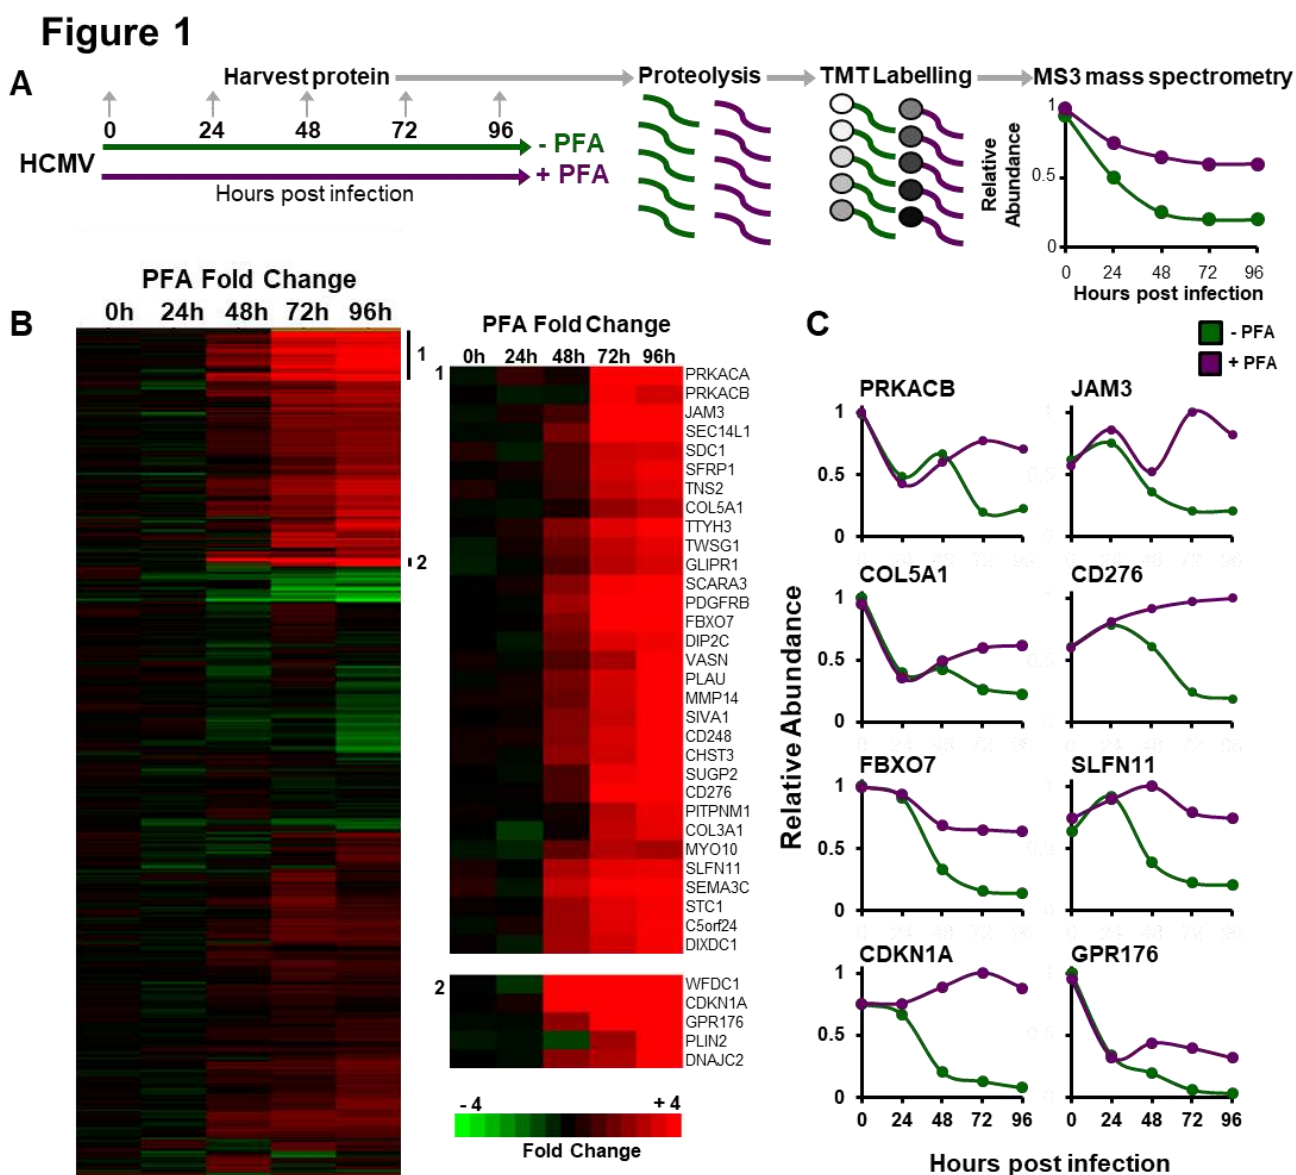 Figure 1
A
Harvest protein
Proteolysis
TMT Labelling
MS3 mass spectrometry
0 24 48 72 96
HCMV
- PFA
+ PFA
Hours post infection
Relative
Abundance
1
0.5
0
0 24 48 72 96
Hours post infection
B
PFA Fold Change
0h 24h 48h 72h 96h
1
2
PFA Fold Change
0h 24h 48h 72h 96h
1
PRKACA
PRKACB
JAM3
SEC14L1
SDC1
SFRP1
TNS2
COL5A1
TTYH3
TWSG1
GLIPR1
SCARA3
PDGFRB
FBXO7
DIP2C
VASN
PLAU
MMP14
SIVA1
CD248
CHST3
SUGP2
CD276
PITPNM1
COL3A1
MYO10
SLFN11
SEMA3C
STC1
C5orf24
DIXDC1
2
WFDC1
CDKN1A
GPR176
PLIN2
DNAJC2
- 4 + 4
Fold Change
C
- PFA
+ PFA
Relative Abundance
PRKACB
1
0.5
0
JAM3
COL5A1
1
0.5
0
CD276
FBXO7
1
0.5
0
SLFN11
CDKN1A
1
0.5
0
0 24 48 72 96
GPR176
0 24 48 72 96
Hours post infection